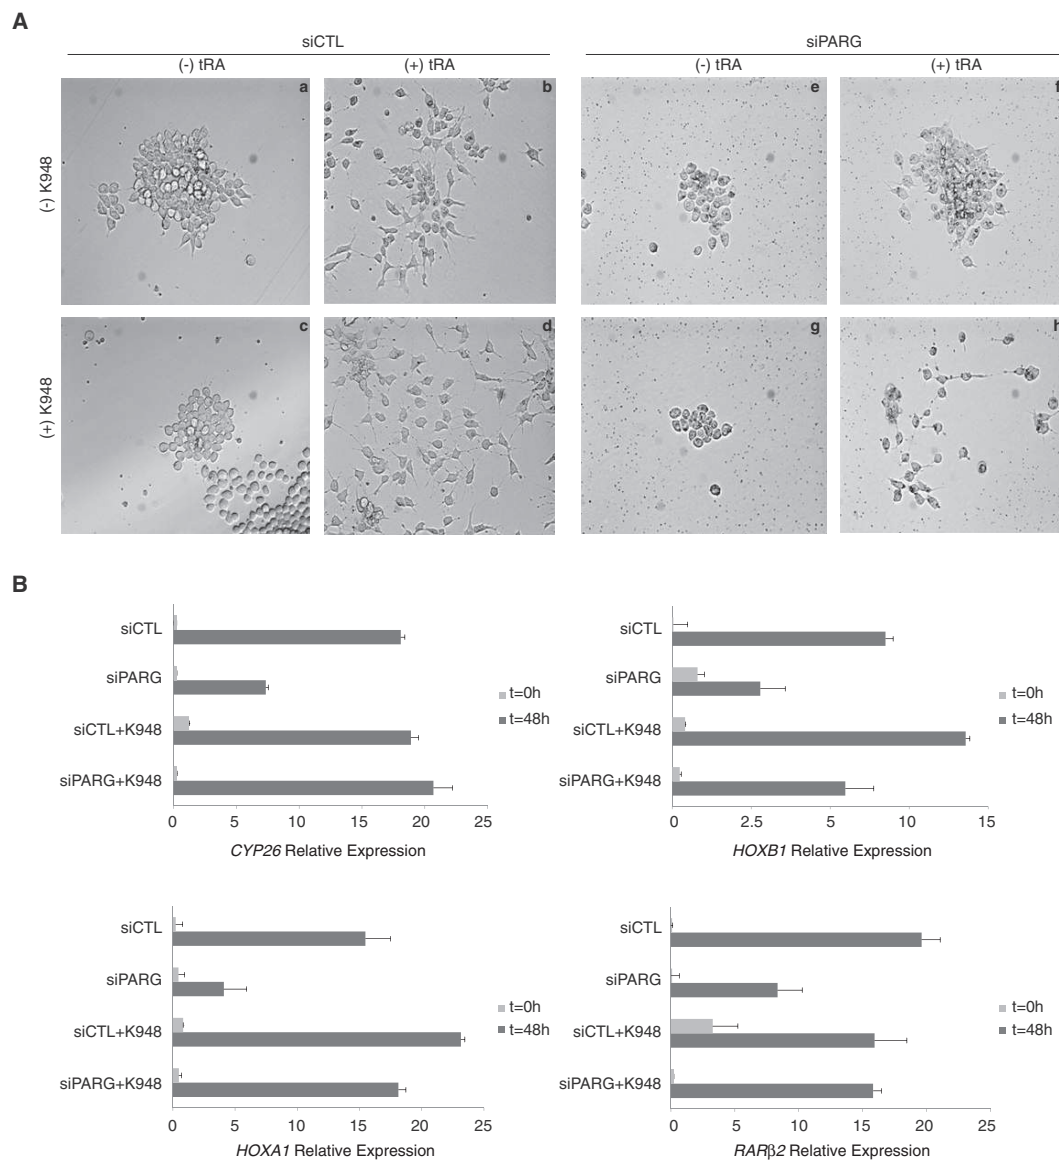 A
siCTL
siPARG
(-) tRA
(+) tRA
(-) tRA
(+) tRA
(-) K948
a
b
e
f
(+) K948
c
d
g
h
B
siCTL
siPARG
siCTL+K948
siPARG+K948
t=0h
t=48h
0 5 10 15 20 25
CYP26 Relative Expression
siCTL
siPARG
siCTL+K948
siPARG+K948
t=0h
t=48h
0 2.5 5 10 15
HOXB1 Relative Expression
siCTL
siPARG
siCTL+K948
siPARG+K948
t=0h
t=48h
0 5 10 15 20 25
HOXA1 Relative Expression
siCTL
siPARG
siCTL+K948
siPARG+K948
t=0h
t=48h
0 5 10 15 20 25
RARβ2 Relative Expression